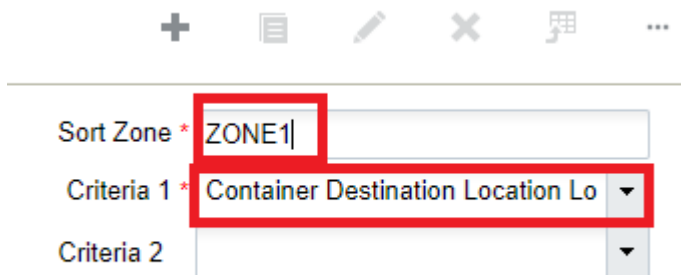 Sort Zone * ZONE1
Criteria 1 * Container Destination Location Lo
Criteria 2